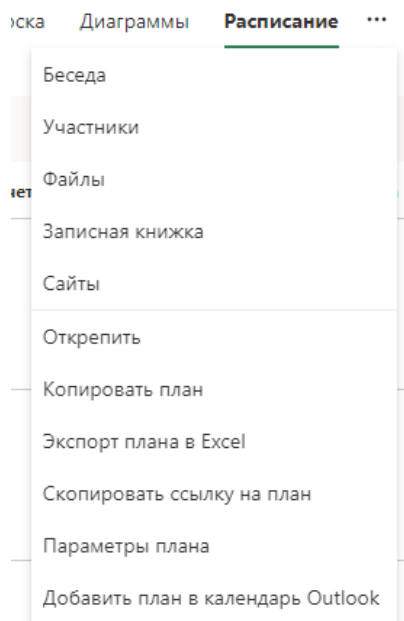 Диаграммы Расписание ...
Беседа
Участники
Файлы
Записная книжка
Сайты
Открепить
Копировать план
Экспорт плана в Excel
Скопировать ссылку на план
Параметры плана
Добавить план в календарь Outlook